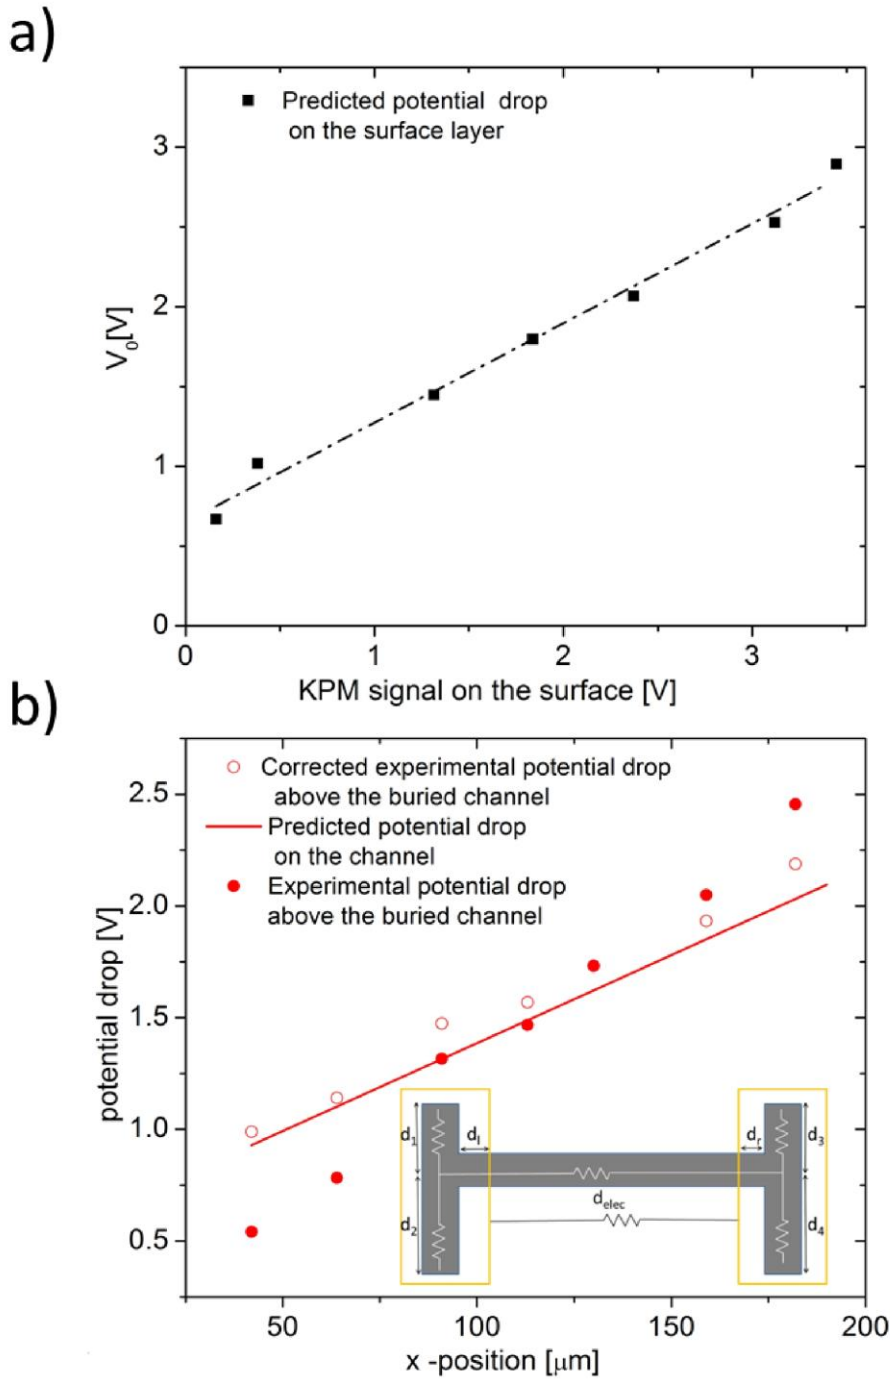 a)
Predicted potential drop
on the surface layer
3
2
1
0
V₀[V]
0 1 2 3
KPM signal on the surface [V]
b)
Corrected experimental potential drop
above the buried channel
Predicted potential drop
on the channel
Experimental potential drop
above the buried channel
2.5
2.0
1.5
1.0
0.5
potential drop [V]
d₁ dₗ dᵣ d₃
d₂ dₑₗₑc d₄
50 100 150 200
x -position [μm]